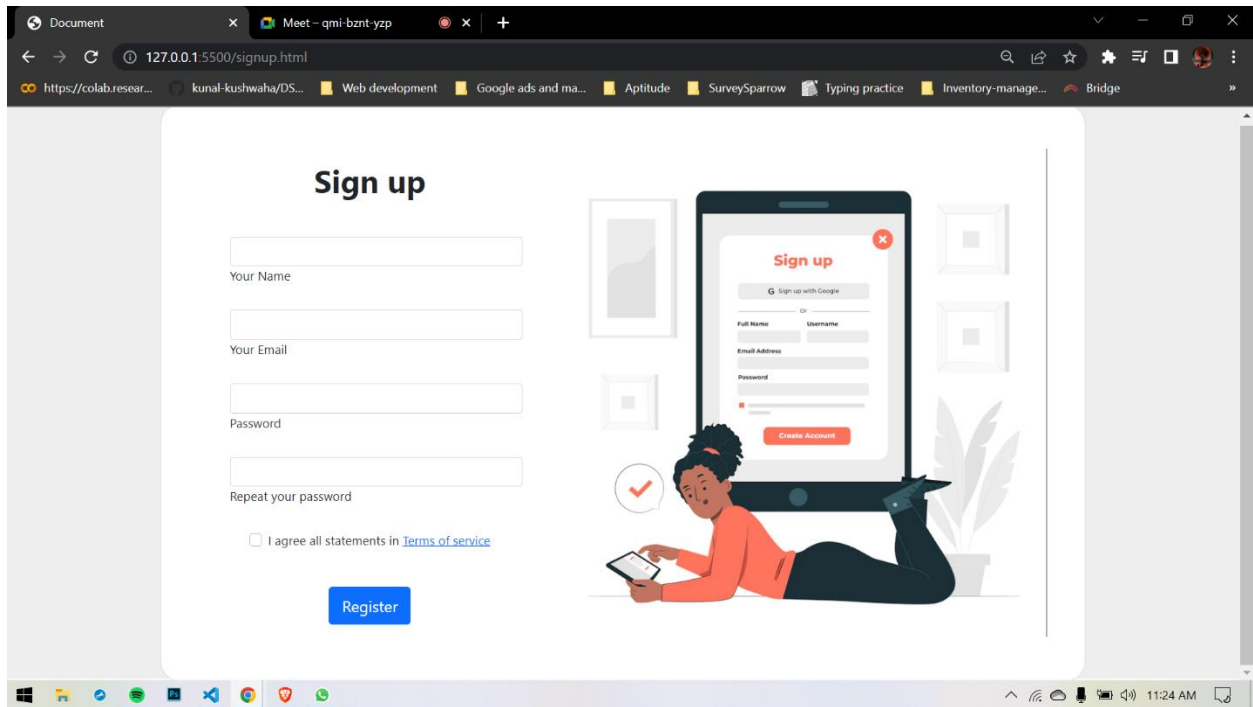 Document
Meet – qmi-bznt-yzp
127.0.0.1:5500/signup.html
https://colab.resear...
kunal-kushwaha/DS...
Web development
Google ads and ma...
Aptitude
SurveySparrow
Typing practice
Inventory-manage...
Bridge
»
Sign up
Your Name
Your Email
Password
Repeat your password
I agree all statements in Terms of service
Register
Sign up
G Sign up with Google
Or
Full Name Username
Email Address
Password
Create Account
Ps
11:24 AM